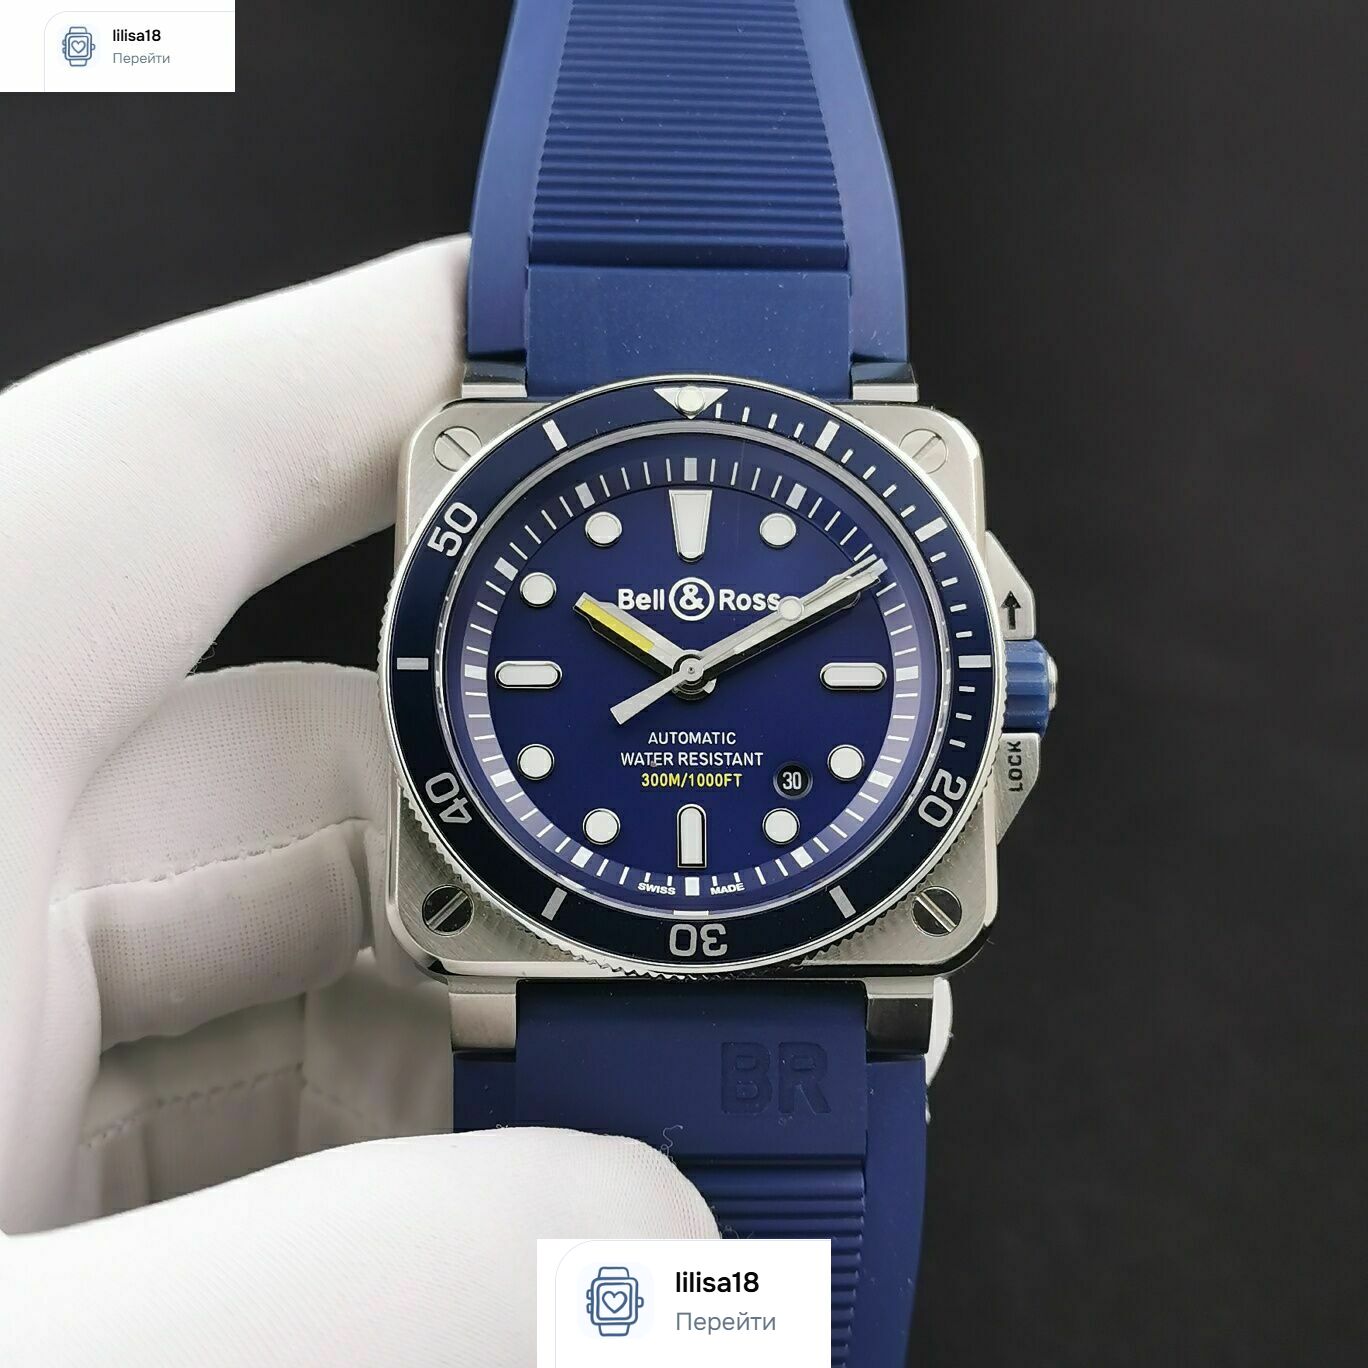 lilisa18
Перейти
50
Bell & Ross
AUTOMATIC
WATER RESISTANT
300M/1000FT
30
LOCK
40
20
SWISS MADE
30
BR
lilisa18
Перейти